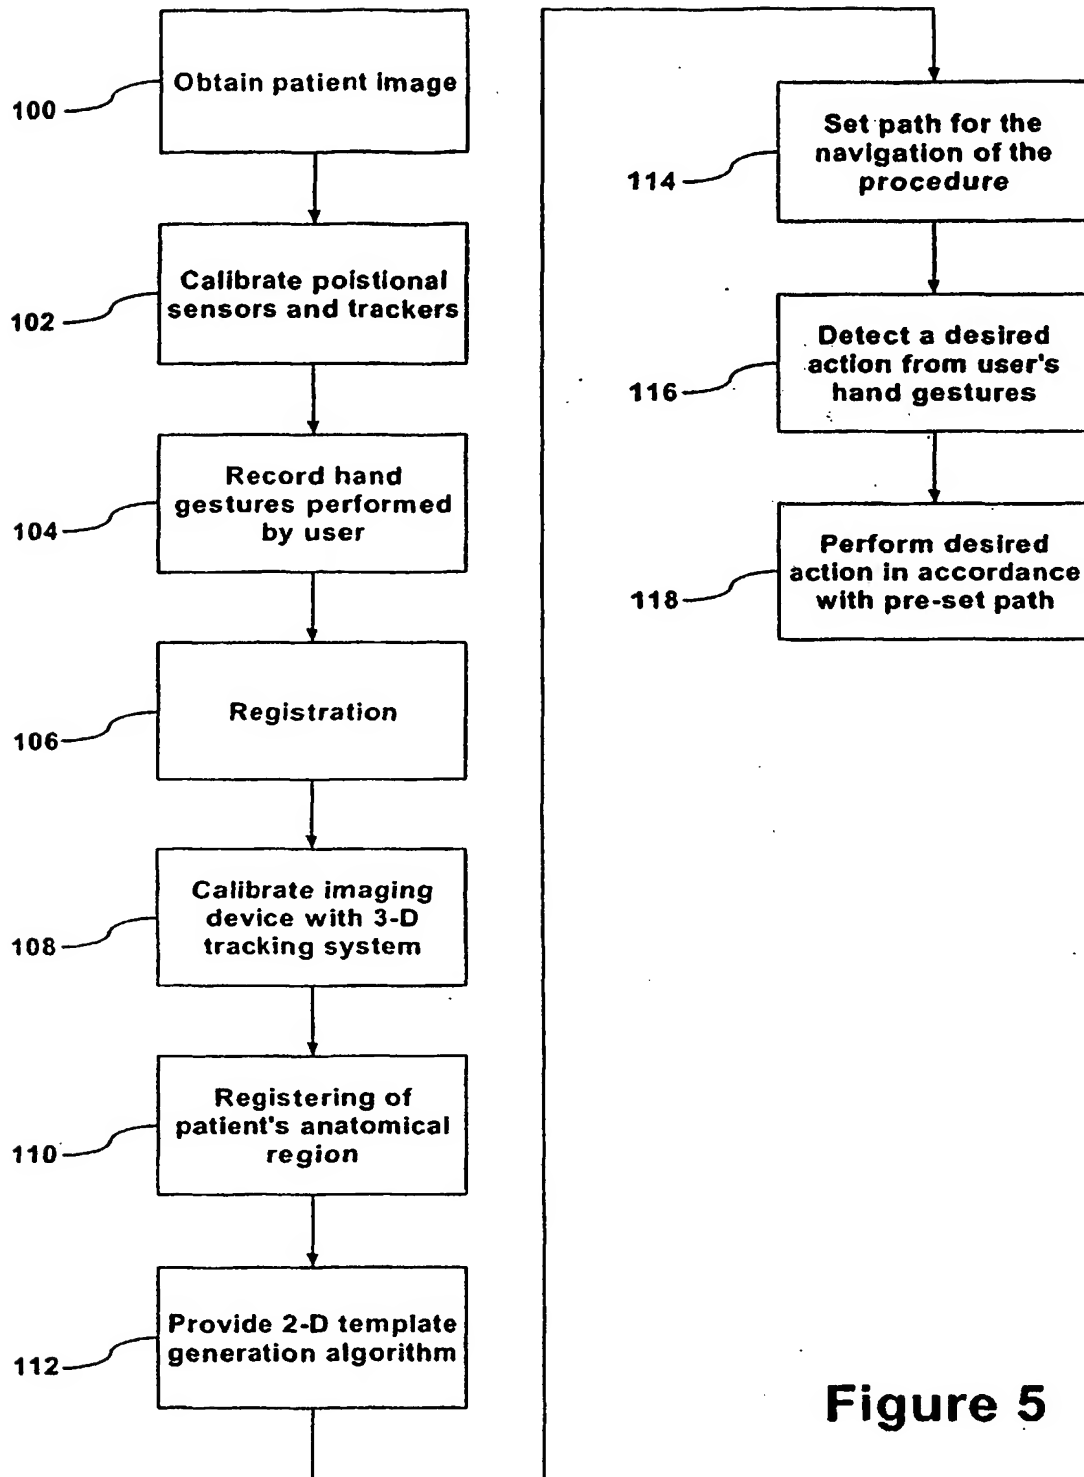 100
Obtain patient image
102
Calibrate poistional
sensors and trackers
104
Record hand
gestures performed
by user
106
Registration
108
Calibrate imaging
device with 3-D
tracking system
110
Registering of
patient's anatomical
region
112
Provide 2-D template
generation algorithm
114
Set path for the
navigation of the
procedure
116
Detect a desired
action from user's
hand gestures
118
Perform desired
action in accordance
with pre-set path
Figure 5